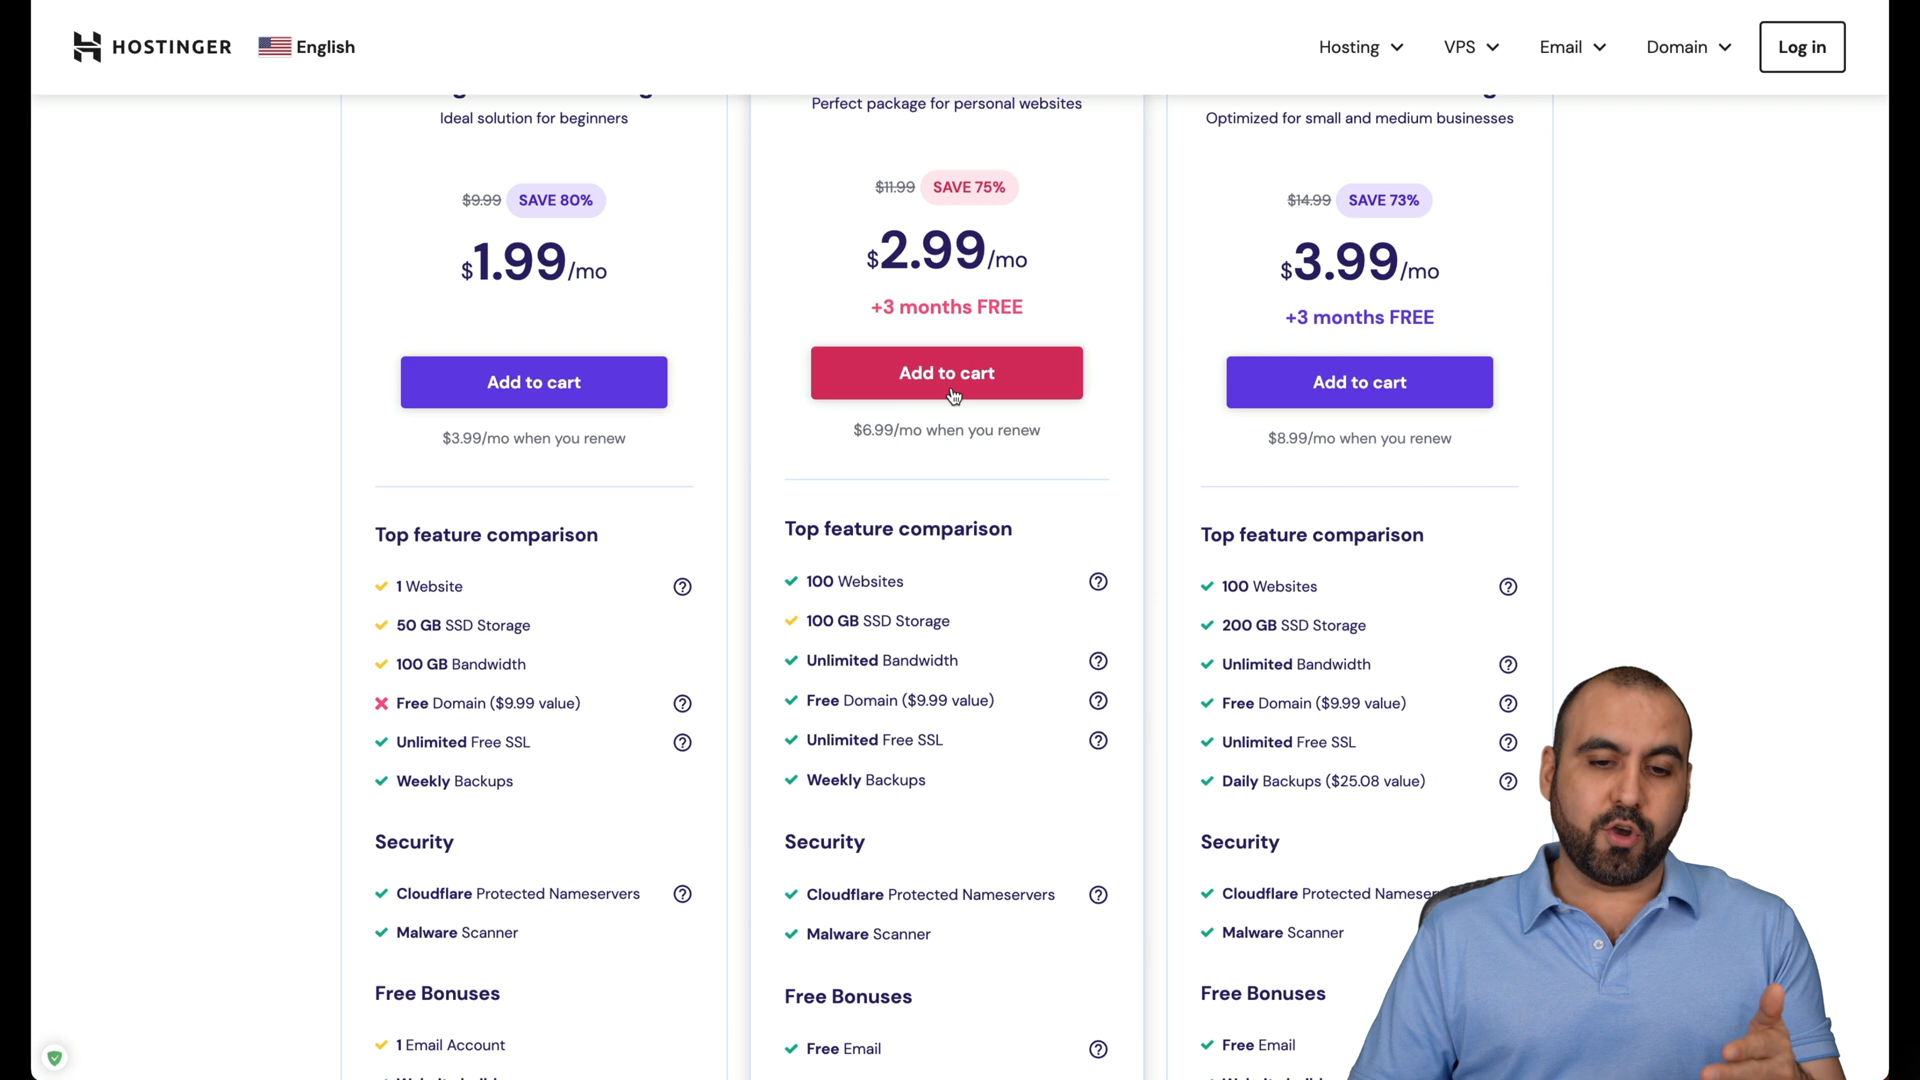 HOSTINGER
English
Hosting
VPS
Email
Domain
Log in
Ideal solution for beginners
$9.99 SAVE 80%
$1.99/mo
Add to cart
$3.99/mo when you renew
Top feature comparison
1 Website
50 GB SSD Storage
100 GB Bandwidth
Free Domain ($9.99 value)
Unlimited Free SSL
Weekly Backups
Security
Cloudflare Protected Nameservers
Malware Scanner
Free Bonuses
1 Email Account
Perfect package for personal websites
$11.99 SAVE 75%
$2.99/mo
+3 months FREE
Add to cart
$6.99/mo when you renew
Top feature comparison
100 Websites
100 GB SSD Storage
Unlimited Bandwidth
Free Domain ($9.99 value)
Unlimited Free SSL
Weekly Backups
Security
Cloudflare Protected Nameservers
Malware Scanner
Free Bonuses
Free Email
Optimized for small and medium businesses
$14.99 SAVE 73%
$3.99/mo
+3 months FREE
Add to cart
$8.99/mo when you renew
Top feature comparison
100 Websites
200 GB SSD Storage
Unlimited Bandwidth
Free Domain ($9.99 value)
Unlimited Free SSL
Daily Backups ($25.08 value)
Security
Cloudflare Protected Nameser
Malware Scanner
Free Bonuses
Free Email